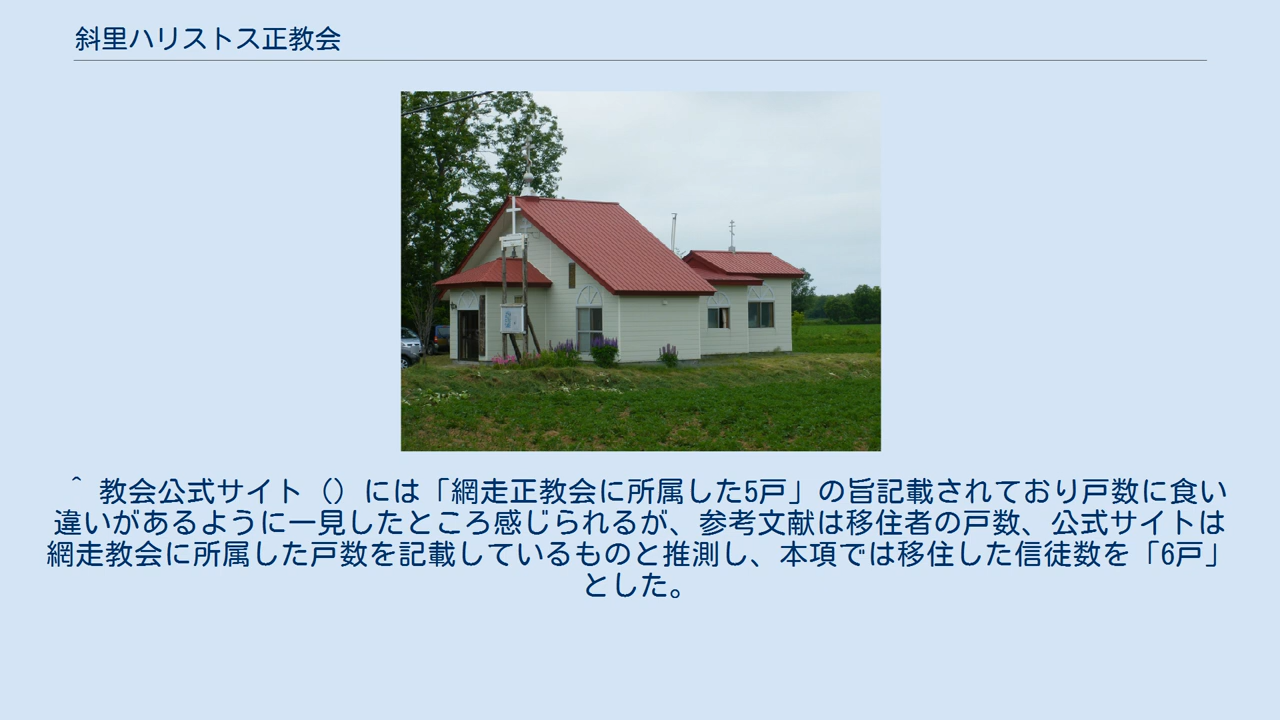 斜里ハリストス正教会
^ 教会公式サイト（）には「網走正教会に所属した5戸」の旨記載されており戸数に食い
違いがあるように一見したところ感じられるが、参考文献は移住者の戸数、公式サイトは
網走教会に所属した戸数を記載しているものと推測し、本項では移住した信徒数を「6戸」
とした。